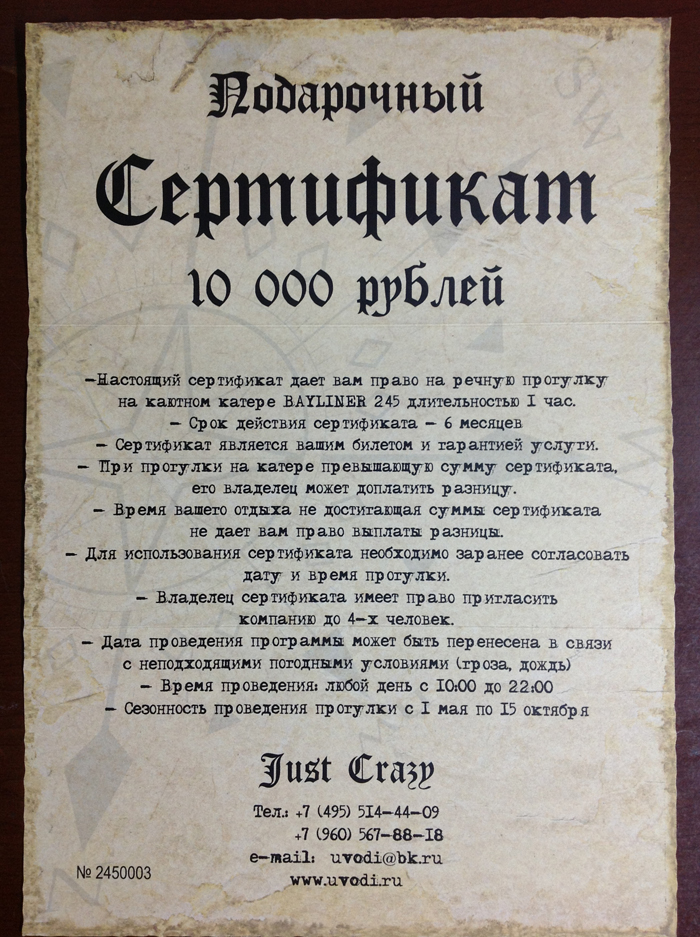 Подарочный
Сертификат
10 000 рублей
–Настоящий сертификат дает вам право на речную прогулку
на каютном катере BAYLINER 245 длительностью 1 час.
– Срок действия сертификата – 6 месяцев
– Сертификат является вашим билетом и гарантией услуги.
– При прогулки на катере превышающую сумму сертификата,
его владелец может доплатить разницу.
– Время вашего отдыха не достигающая суммы сертификата
не дает вам право выплаты разницы.
– Для использования сертификата необходимо заранее согласовать
дату и время прогулки.
– Владелец сертификата имеет право пригласить
компанию до 4-х человек.
– Дата проведения программы может быть перенесена в связи
с неподходящими погодными условиями (гроза, дождь)
– Время проведения: любой день с 10:00 до 22:00
– Сезонность проведения прогулки с 1 мая по 15 октября
Just Crazy
Тел.: +7 (495) 514-44-09
+7 (960) 567-88-18
e-mail: uvodi@bk.ru
www.uvodi.ru
№ 2450003
SW
N